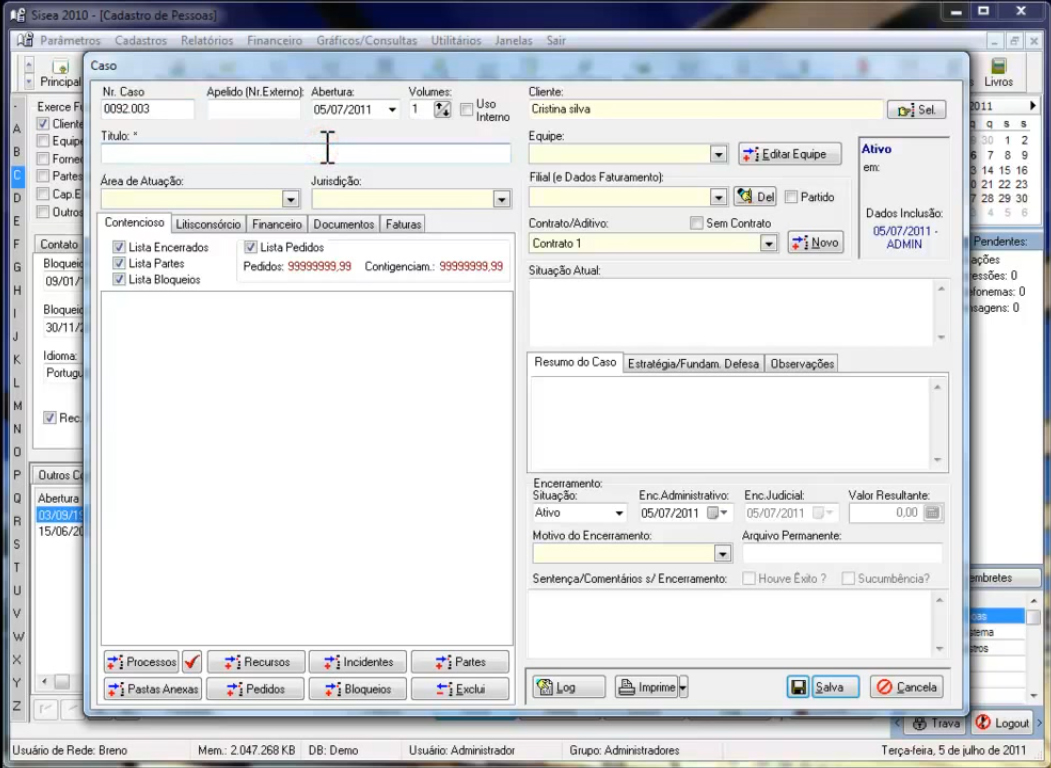 Sisea 2010 - [Cadastro de Pessoas]
Parâmetros Cadastros Relatórios Financeiro Gráficos/Consultas Utilitários Janelas Sair
Principal
Livros
Caso
Nr. Caso Apelido (Nr.Externo): Abertura: Volumes: Uso Interno
0092.003 05/07/2011 1
Título: *
Área de Atuação: Jurisdição:
Contencioso Litisconsórcio Financeiro Documentos Faturas
Lista Encerrados Lista Pedidos
Lista Partes Pedidos: 99999999,99 Contigenciam.: 99999999,99
Lista Bloqueios
Processos Recursos Incidentes Partes
Pastas Anexas Pedidos Bloqueios Exclui
Cliente:
Cristina silva Sel.
Equipe:
Editar Equipe
Filial (e Dados Faturamento):
Del Partido
Contrato/Aditivo: Sem Contrato
Contrato 1 Novo
Ativo
em:
Dados Inclusão:
05/07/2011 -
ADMIN
Situação Atual:
Resumo do Caso Estratégia/Fundam. Defesa Observações
Encerramento:
Situação: Enc.Administrativo: Enc.Judicial: Valor Resultante:
Ativo 05/07/2011 05/07/2011 0,00
Motivo do Encerramento: Arquivo Permanente:
Sentença/Comentários s/ Encerramento: Houve Êxito ? Sucumbência?
Log Imprime Salva Cancela
Exerce F
Cliente
Equip
Forne
Partes
Cap.E
Outros
Contato
Bloquei
09/01/
Bloquei
30/11/
Idioma:
Portugu
Rec.
Outros C
Abertura
03/09/19
15/06/20
A
B
C
D
E
F
G
H
I
J
K
L
M
N
O
P
Q
R
S
T
U
V
W
X
Y
Z
2011
q q s s
30 1 2
6 7 8 9
3 14 15 16
0 21 22 23
7 28 29 30
4 5 6
Pendentes:
ações
essões: 0
efonemas: 0
nsagens: 0
embretes
oas
stema
stros
Trava Logout
Usuário de Rede: Breno Mem.: 2.047.268 KB DB: Demo Usuário: Administrador Grupo: Administradores Terça-feira, 5 de julho de 2011